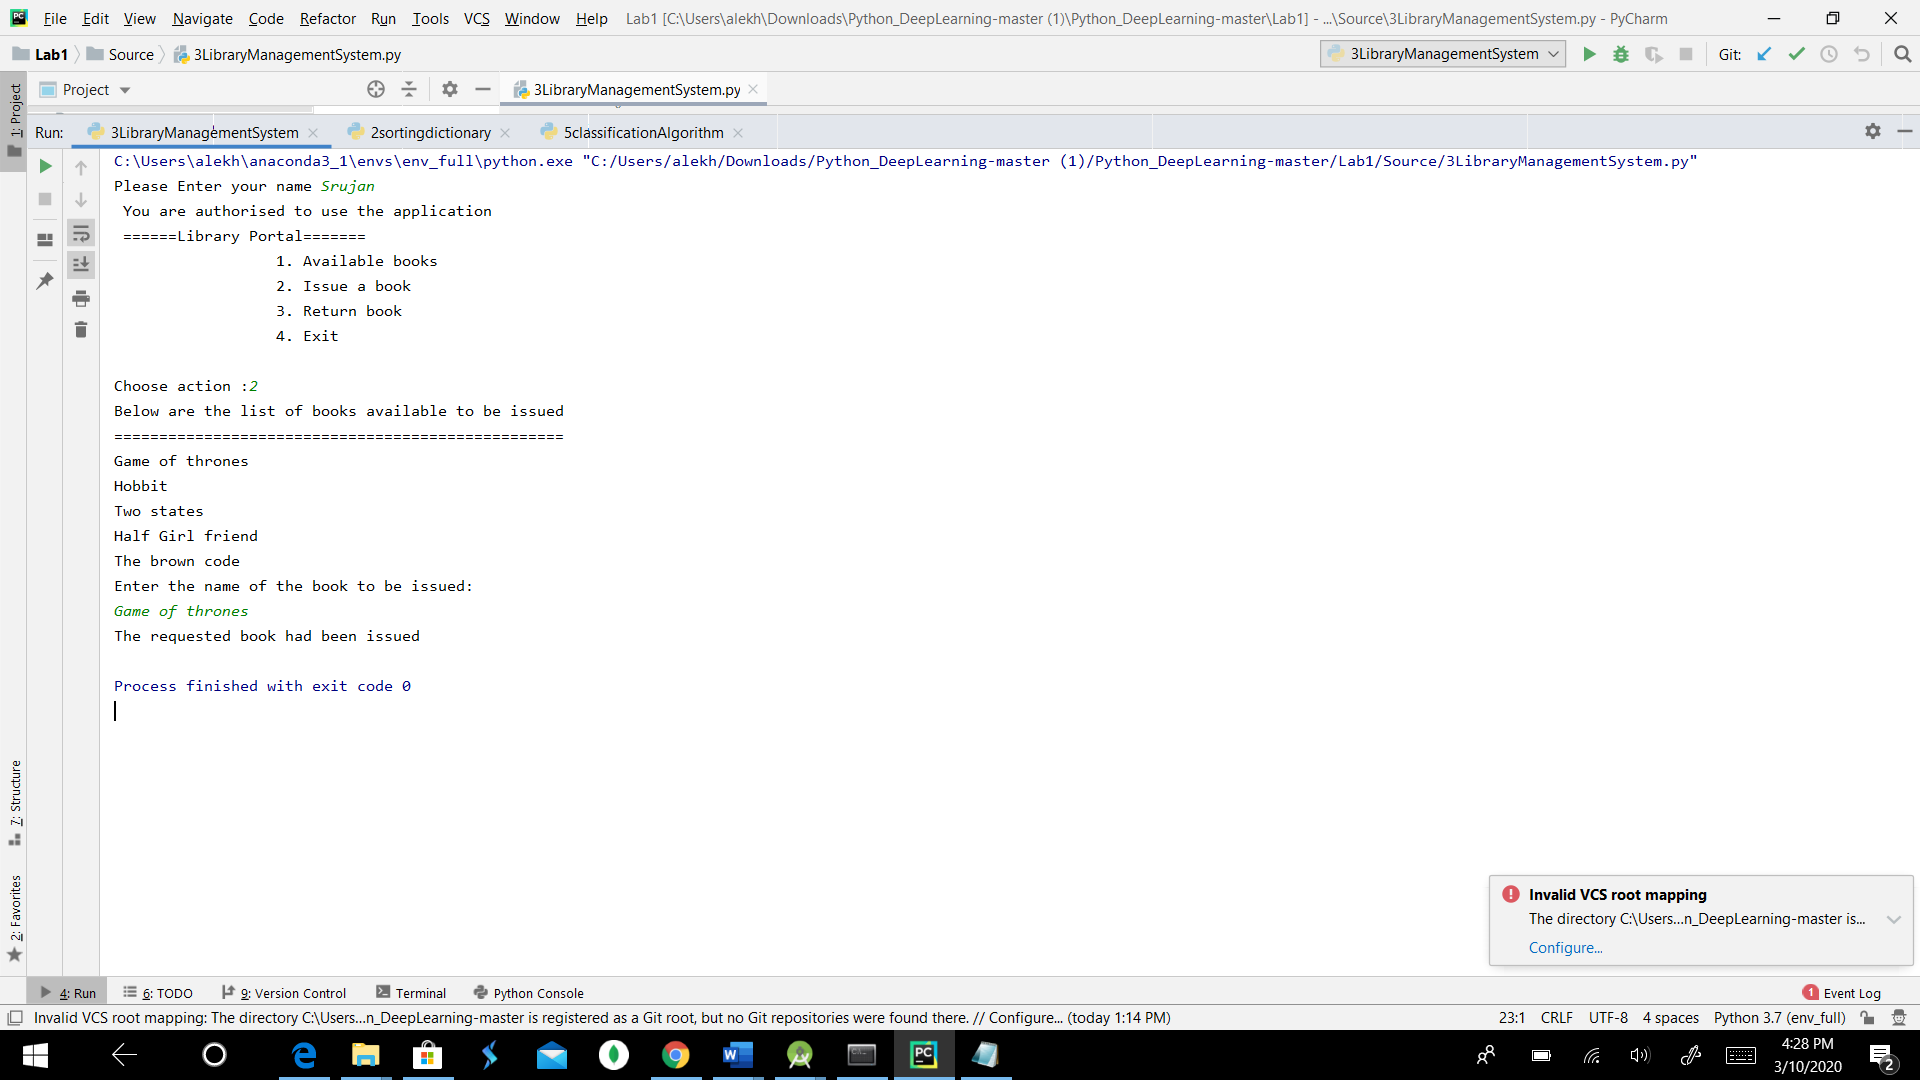 File Edit View Navigate Code Refactor Run Tools VCS Window Help Lab1 [C:\Users\alekh\Downloads\Python_DeepLearning-master (1)\Python_DeepLearning-master\Lab1] - ...\Source\3LibraryManagementSystem.py - PyCharm
Lab1 Source 3LibraryManagementSystem.py 3LibraryManagementSystem Git:
1: Project Project 3LibraryManagementSystem.py
Run: 3LibraryManagementSystem 2sortingdictionary 5classificationAlgorithm
C:\Users\alekh\anaconda3_1\envs\env_full\python.exe "C:/Users/alekh/Downloads/Python_DeepLearning-master (1)/Python_DeepLearning-master/Lab1/Source/3LibraryManagementSystem.py"
Please Enter your name Srujan
You are authorised to use the application
======Library Portal=======
1. Available books
2. Issue a book
3. Return book
4. Exit
Choose action :2
Below are the list of books available to be issued
==================================================
Game of thrones
Hobbit
Two states
Half Girl friend
The brown code
Enter the name of the book to be issued:
Game of thrones
The requested book had been issued
Process finished with exit code 0
7: Structure
2: Favorites
Invalid VCS root mapping
The directory C:\Users...n_DeepLearning-master is...
Configure...
4: Run 6: TODO 9: Version Control Terminal Python Console 1 Event Log
Invalid VCS root mapping: The directory C:\Users...n_DeepLearning-master is registered as a Git root, but no Git repositories were found there. // Configure... (today 1:14 PM) 23:1 CRLF UTF-8 4 spaces Python 3.7 (env_full)
4:28 PM
3/10/2020
2